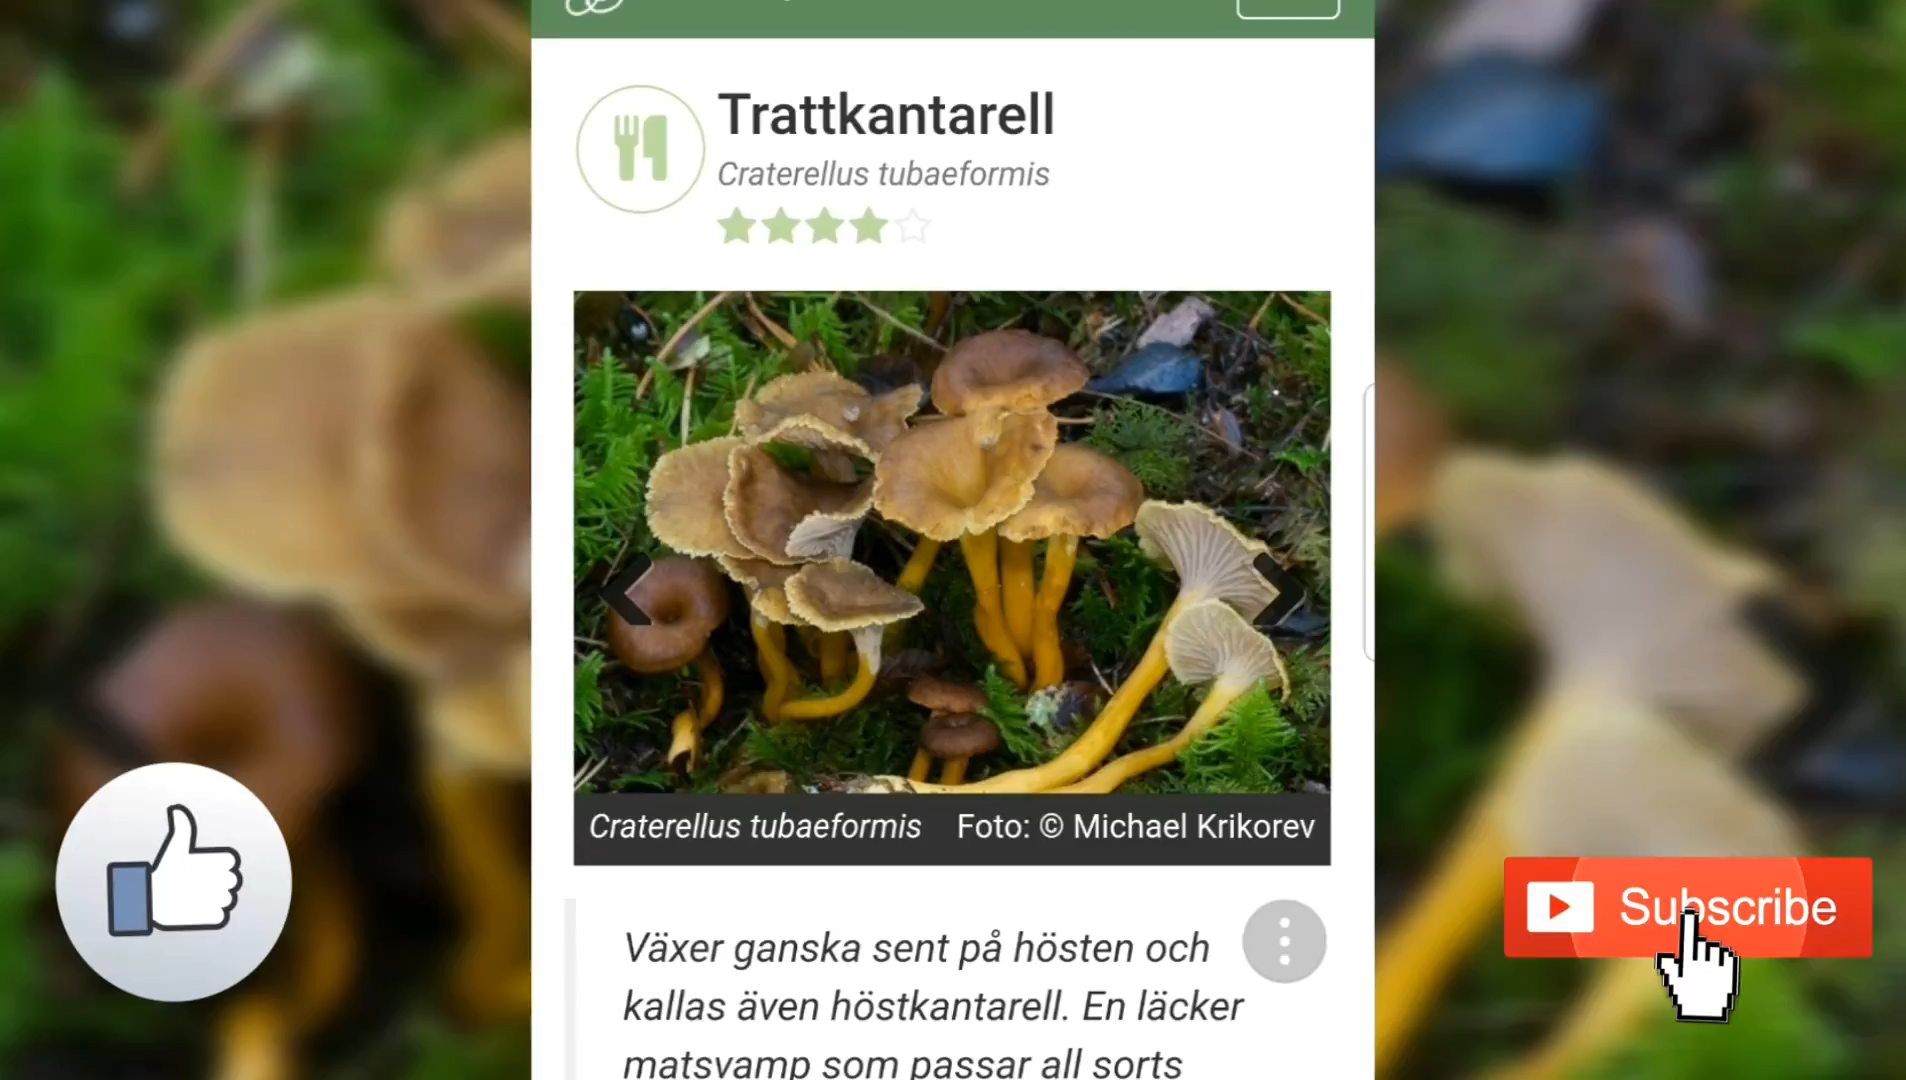 Trattkantarell
Craterellus tubaeformis
Craterellus tubaeformis Foto: © Michael Krikorev
Växer ganska sent på hösten och
kallas även höstkantarell. En läcker
matsvamp som passar all sorts
Subscribe